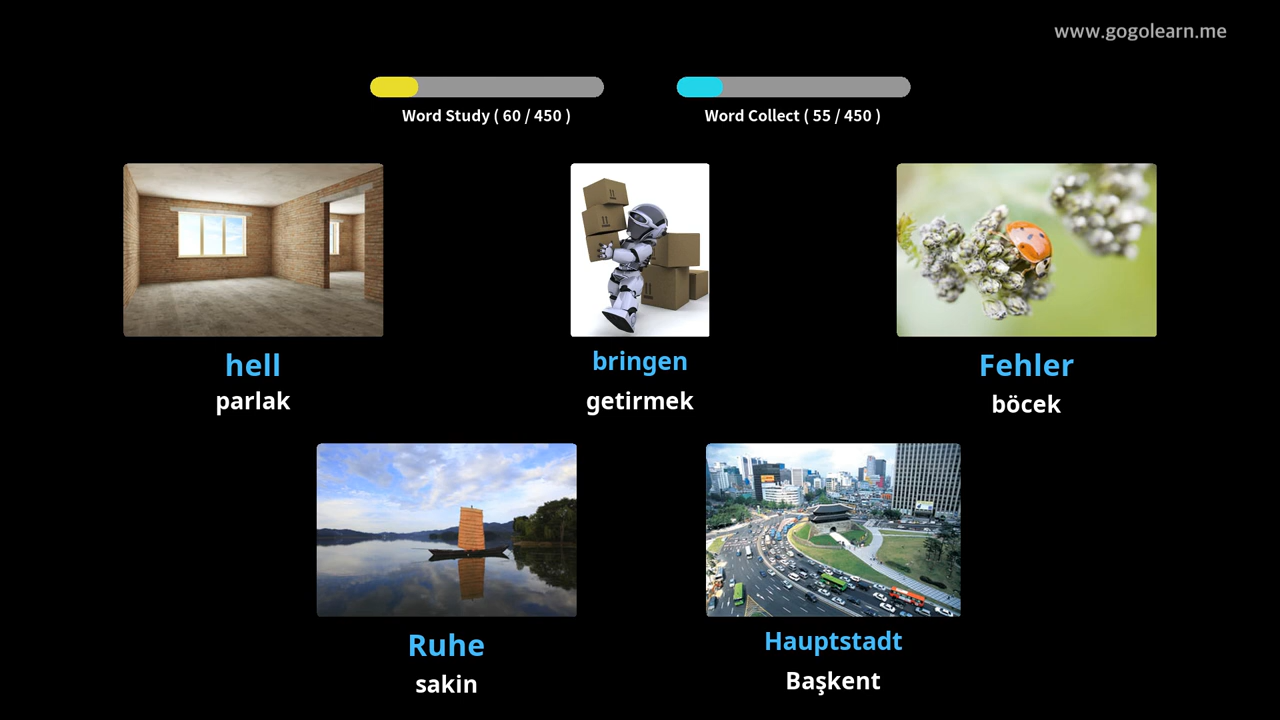 www.gogolearn.me
Word Study ( 60 / 450 )
Word Collect ( 55 / 450 )
hell
parlak
bringen
getirmek
Fehler
böcek
Ruhe
sakin
Hauptstadt
Başkent